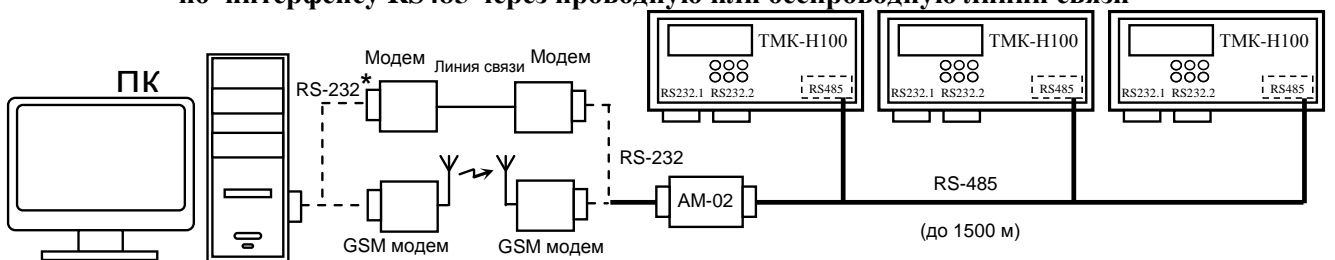 по интерфейсу RS485 через проводную или беспроводную линии связи
ПК
RS-232*
Модем
Линия связи
Модем
GSM модем
GSM модем
RS-232
АМ-02
ТМК-Н100
RS232.1 RS232.2
RS485
ТМК-Н100
RS232.1 RS232.2
RS485
ТМК-Н100
RS232.1 RS232.2
RS485
RS-485
(до 1500 м)